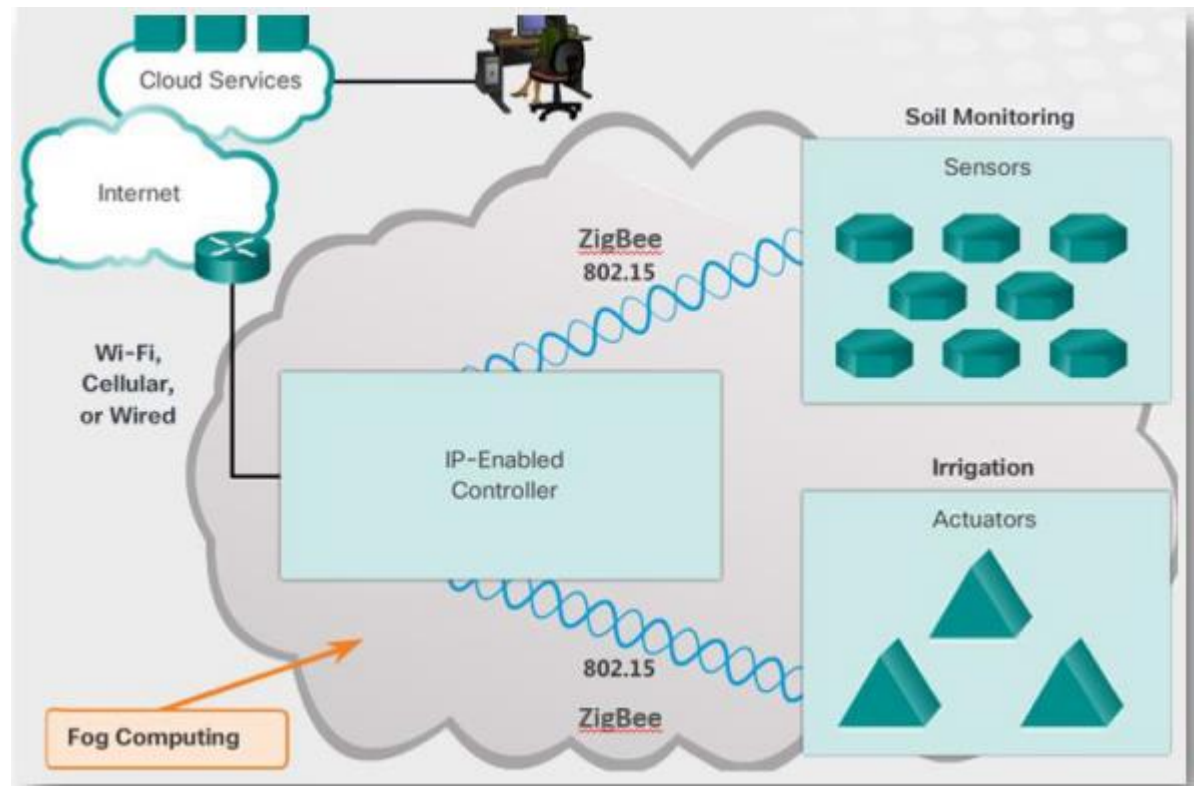 Cloud Services
Internet
Soil Monitoring
Sensors
ZigBee
802.15
Wi-Fi,
Cellular,
or Wired
IP-Enabled
Controller
Irrigation
Actuators
802.15
ZigBee
Fog Computing